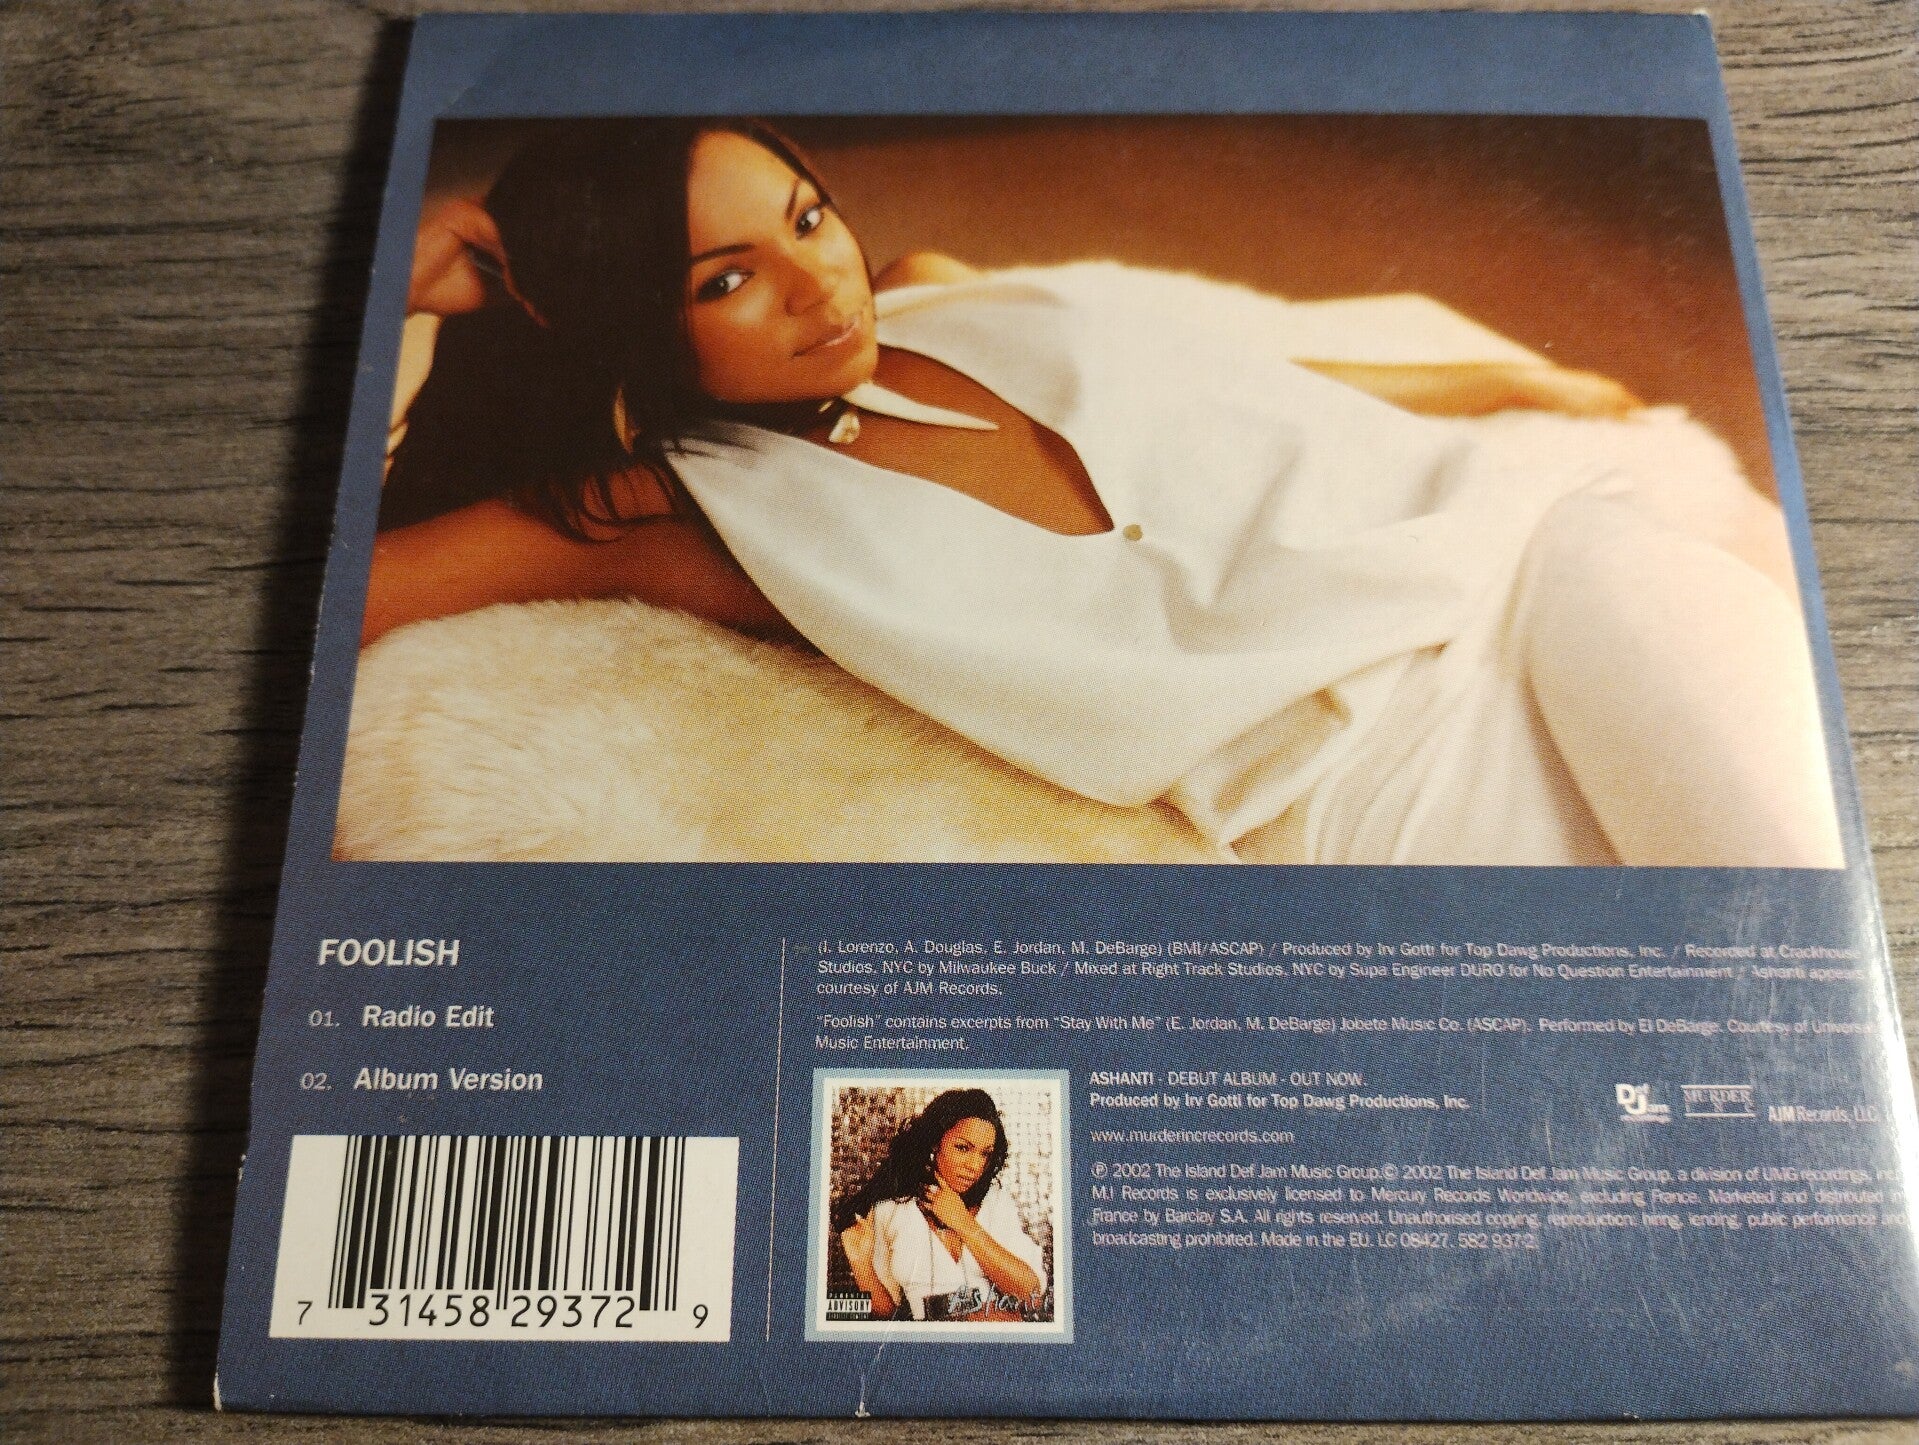 FOOLISH
01. Radio Edit
02. Album Version
7 31458 29372 9
(I. Lorenzo, A. Douglas, E. Jordan, M. DeBarge) (BMI/ASCAP) / Produced by Irv Gotti for Top Dawg Productions, Inc. / Recorded at Crackhouse
Studios, NYC by Milwaukee Buck / Mixed at Right Track Studios, NYC by Supa Engineer DURO for No Question Entertainment / Ashanti appears
courtesy of AJM Records.
"Foolish" contains excerpts from "Stay With Me" (E. Jordan, M. DeBarge) Jobete Music Co. (ASCAP). Performed by El DeBarge. Courtesy of Universal
Music Entertainment.
ASHANTI - DEBUT ALBUM - OUT NOW.
Produced by Irv Gotti for Top Dawg Productions, Inc.
www.murderincrecords.com
Def Jam
MURDER
INC
AJM Records, LLC
℗ 2002 The Island Def Jam Music Group.© 2002 The Island Def Jam Music Group, a division of UMG recordings, inc.
M.I Records is exclusively licensed to Mercury Records Worldwide, excluding France. Marketed and distributed in
France by Barclay S.A. All rights reserved. Unauthorised copying, reproduction, hiring, lending, public performance and
broadcasting prohibited. Made in the EU. LC 08427. 582 937-2
Ashanti
PARENTAL
ADVISORY
EXPLICIT CONTENT